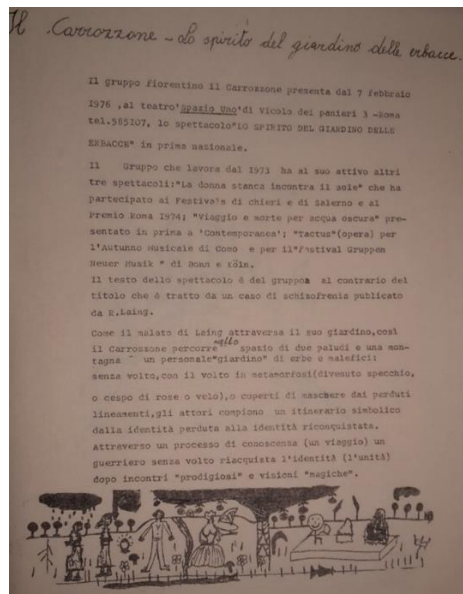 Il Carrozzone - Lo spirito del giardino delle erbacce.
Il gruppo fiorentino il Carrozzone presenta dal 7 febbraio
1976 ,al teatro'Spazio Uno'di Vicolo dei panieri 3 -Roma
tel.585107, lo spettacolo"LO SPIRITO DEL GIARDINO DELLE
ERBACCE" in prima nazionale.
Il Gruppo che lavora dal 1973 ha al suo attivo altri
tre spettacoli:"La donna stanca incontra il sole" che ha
partecipato ai Festivals di chieri e di Salerno e al
Premio Roma 1974; "Viaggio e morte per acqua oscura" pre-
sentato in prima a 'Contemporanea'; "Tactus"(opera) per
l'Autunno Musicale di Como e per il"Festival Gruppen
Neuer Musik " di Bonn e Köln.
Il testo dello spettacolo è del gruppo al contrario del
titolo che è tratto da un caso di schizofrenia publicato
da R.Laing.
Come il malato di Laing attraversa il suo giardino,così
il Carrozzone percorre nello spazio di due paludi e una mon-
tagna un personale"giardino" di erbe e malefici:
senza volto,con il volto in metamorfosi(divenuto specchio,
o cespo di rose o velo),o coperti di maschere dai perduti
lineamenti,gli attori compiono un itinerario simbolico
dalla identità perduta alla identità riconquistata.
Attraverso un processo di conoscenza (un viaggio) un
guerriero senza volto riacquista l'identità (l'unità)
dopo incontri "prodigiosi" e visioni "magiche".